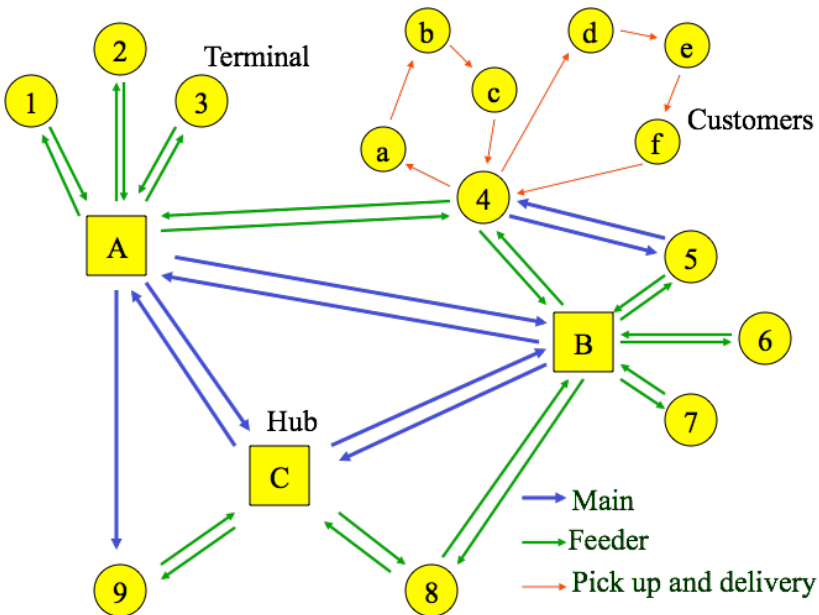 b
d
2
Terminal
e
1
3
c
Customers
a
f
4
A
5
B
6
Hub
7
C
Main
Feeder
9
8
Pick up and delivery